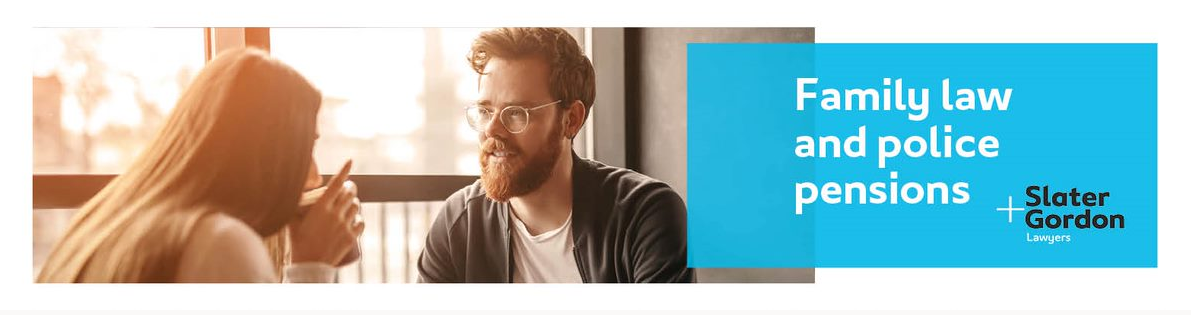 Family law
and police
pensions
Slater
Gordon
Lawyers